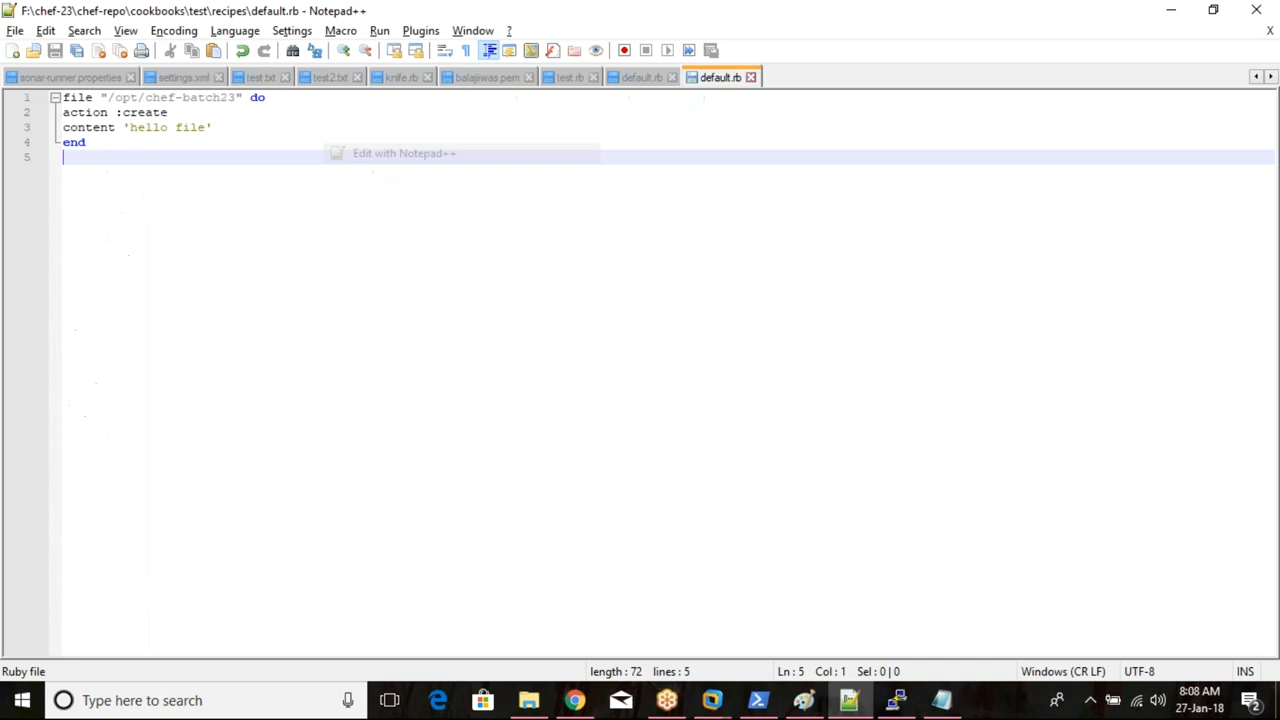 F:\chef-23\chef-repo\cookbooks\test\recipes\default.rb - Notepad++
File Edit Search View Encoding Language Settings Macro Run Plugins Window ? X
sonar-runner.properties settings.xml test.txt test2.txt knife.rb balajiwas.pem test.rb default.rb default.rb
1 file "/opt/chef-batch23" do
2 action :create
3 content 'hello file'
4 end
5
Edit with Notepad++
Ruby file length : 72 lines : 5 Ln : 5 Col : 1 Sel : 0 | 0 Windows (CR LF) UTF-8 INS
Type here to search
8:08 AM
27-Jan-18
2